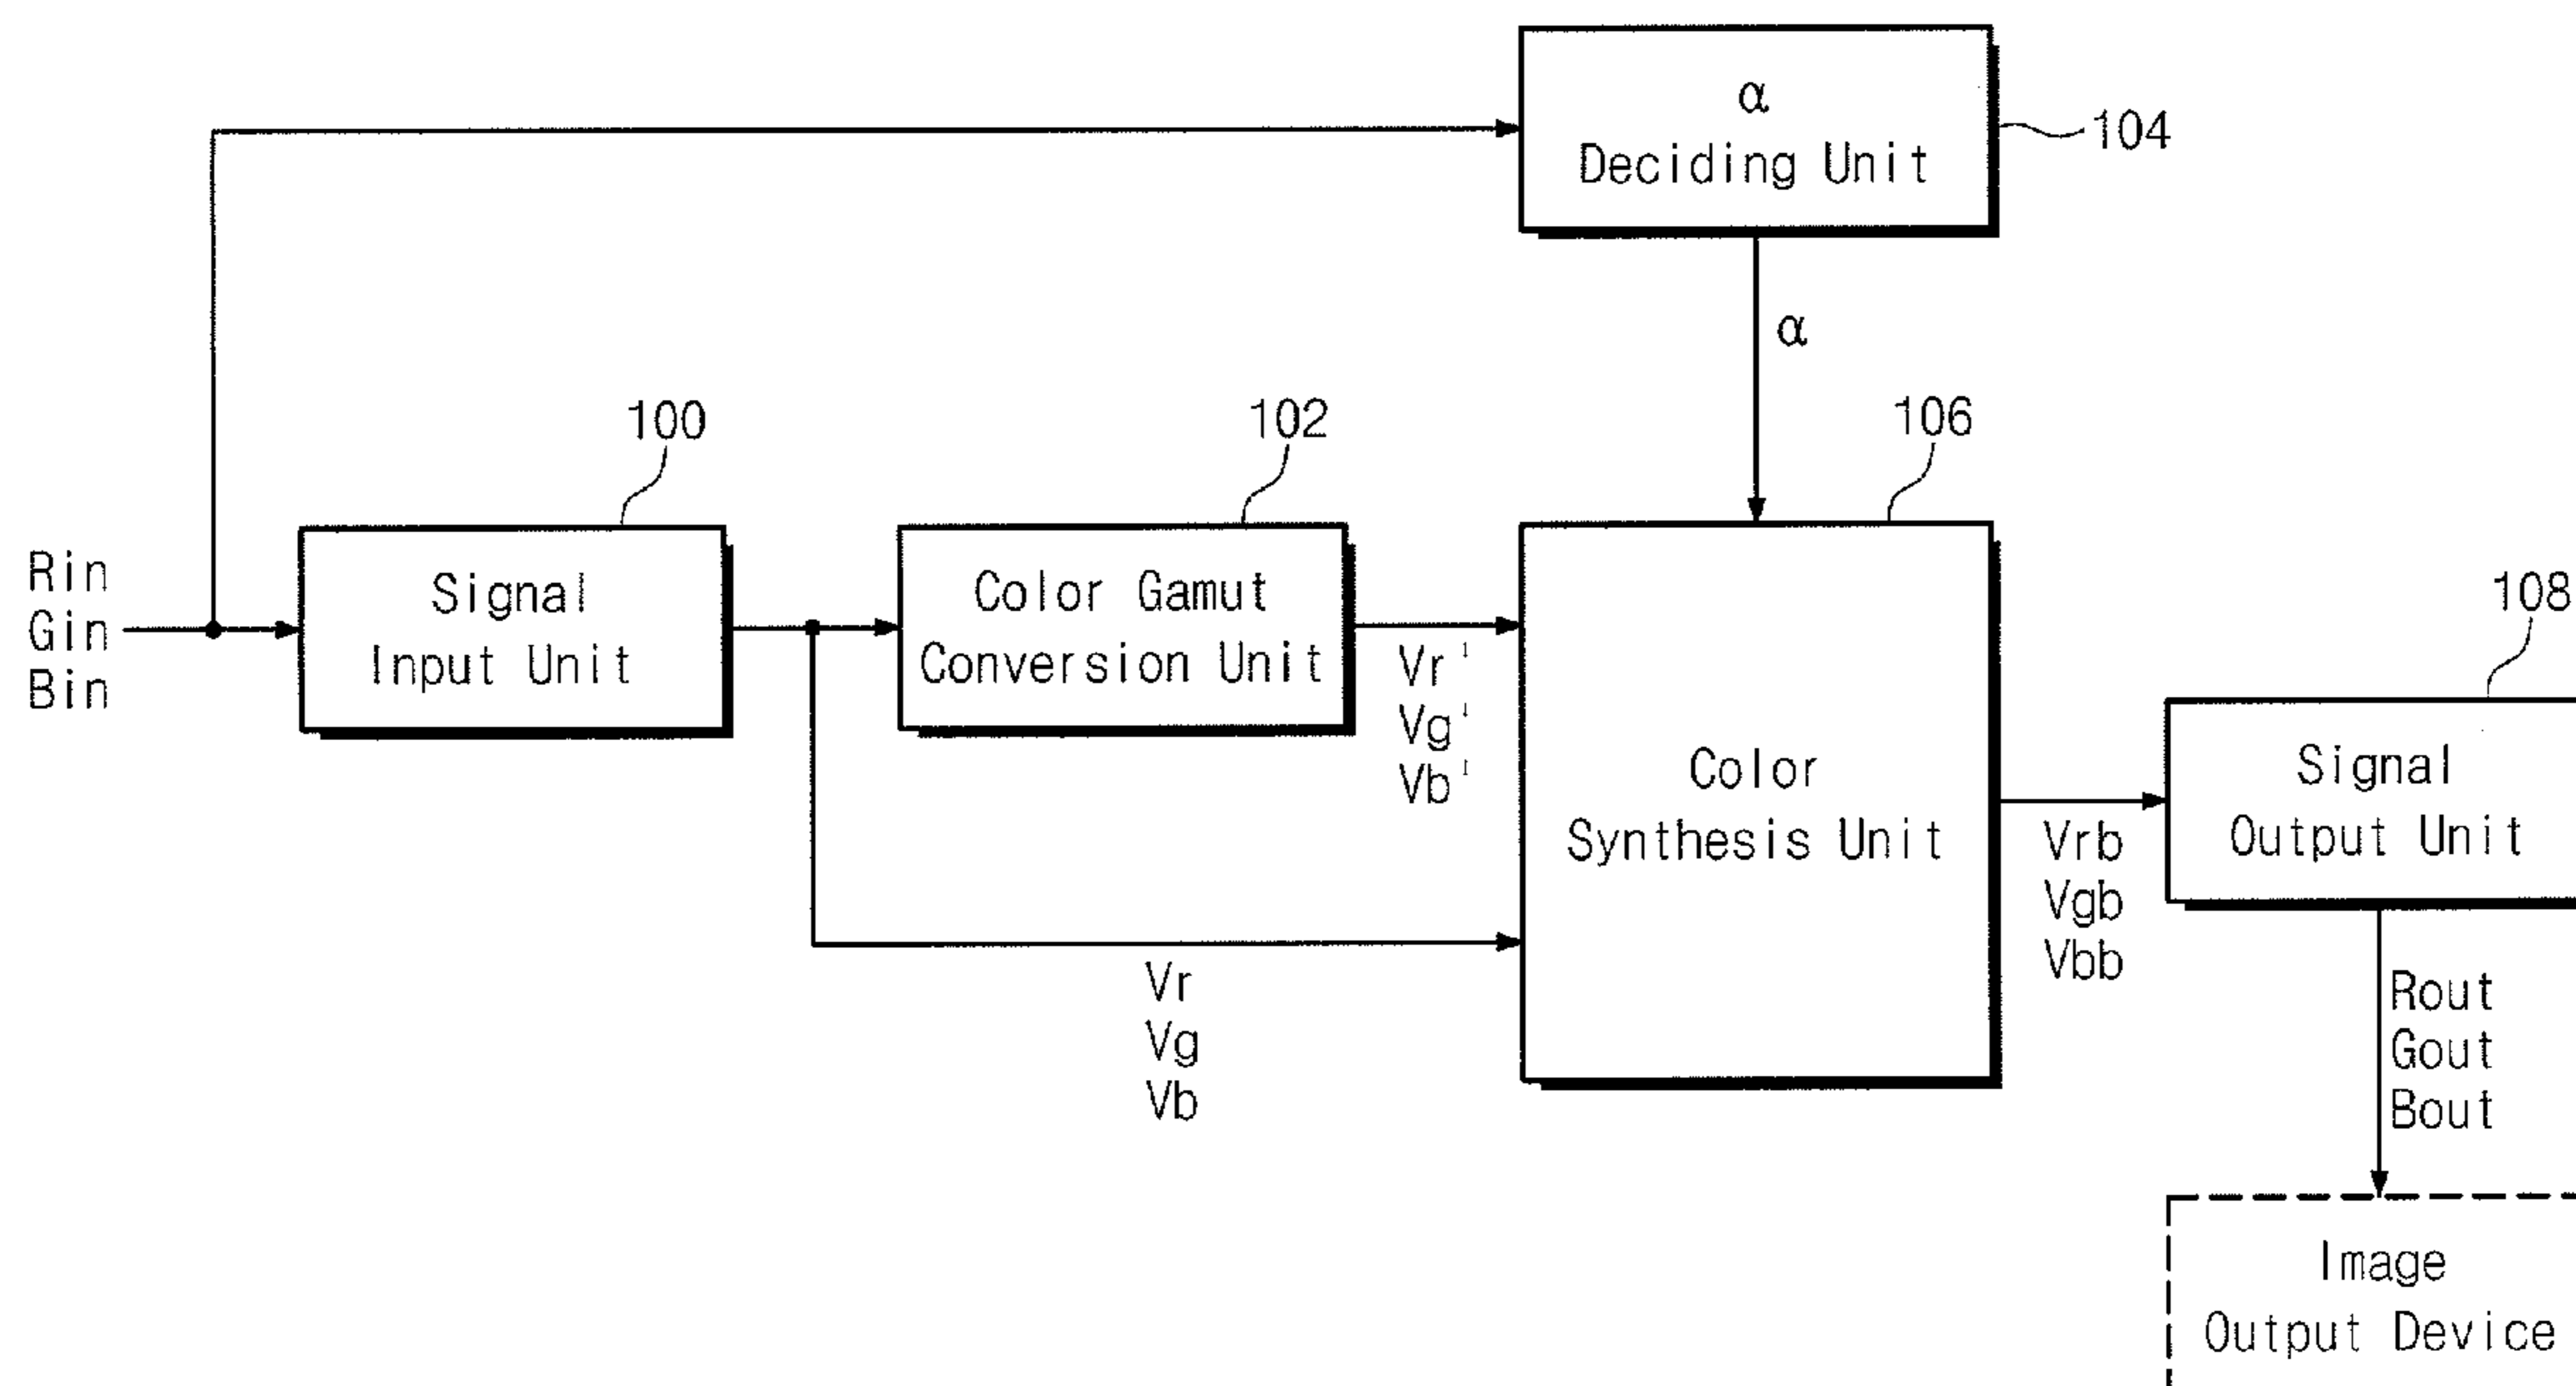 α
Deciding Unit
104
α
100
102
106
Rin
Gin
Bin
Signal
Input Unit
Color Gamut
Conversion Unit
Vr'
Vg'
Vb'
Color
Synthesis Unit
108
Signal
Output Unit
Vrb
Vgb
Vbb
Vr
Vg
Vb
Rout
Gout
Bout
Image
Output Device